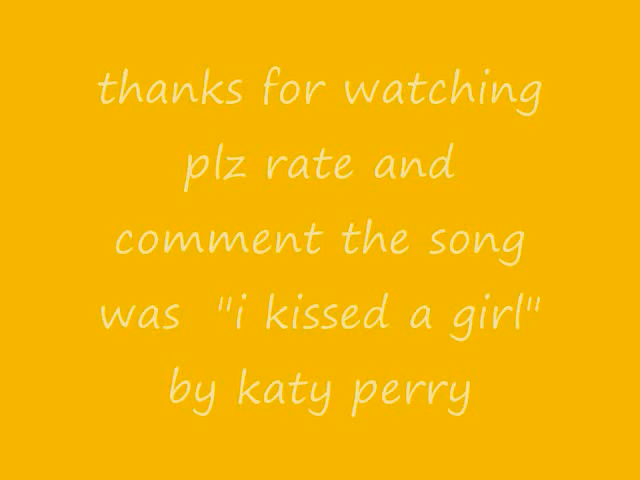 thanks for watching
plz rate and
comment the song
was  "i kissed a girl"
by katy perry